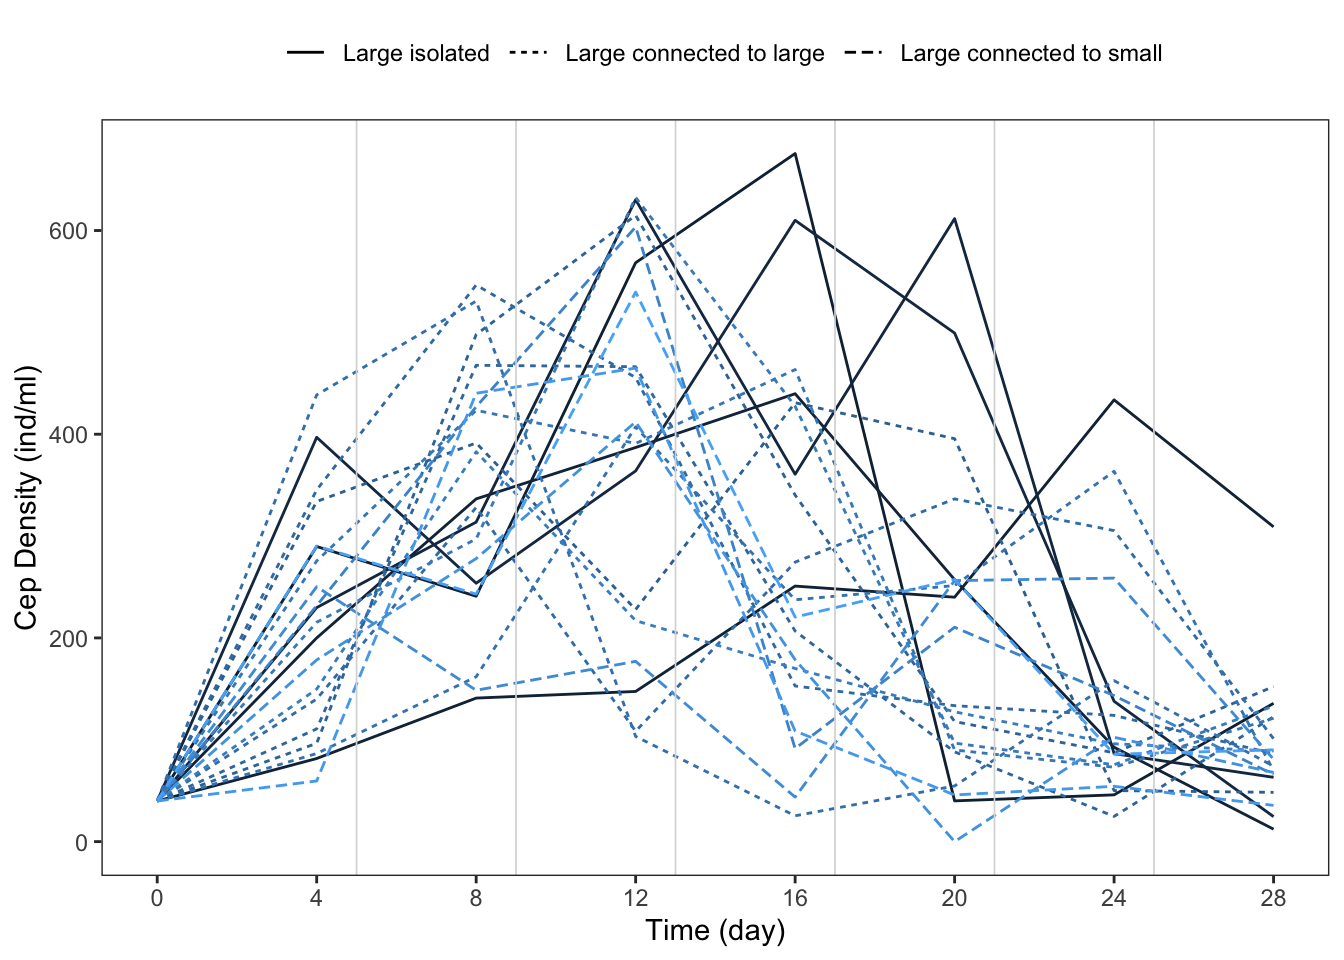 Large isolated Large connected to large Large connected to small
600
400
200
0
Cep Density (ind/ml)
0 4 8 12 16 20 24 28
Time (day)